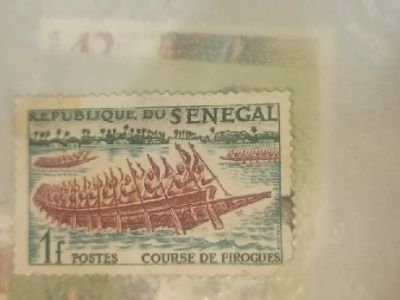 REPUBLIQUE DU SENEGAL
1f POSTES COURSE DE PIROGUES